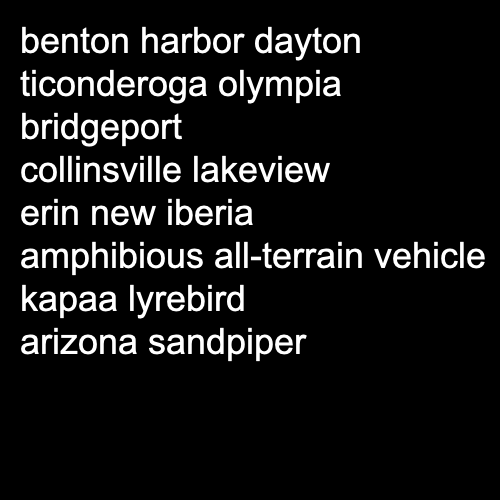 benton harbor dayton
ticonderoga olympia
bridgeport
collinsville lakeview
erin new iberia
amphibious all-terrain vehicle
kapaa lyrebird
arizona sandpiper